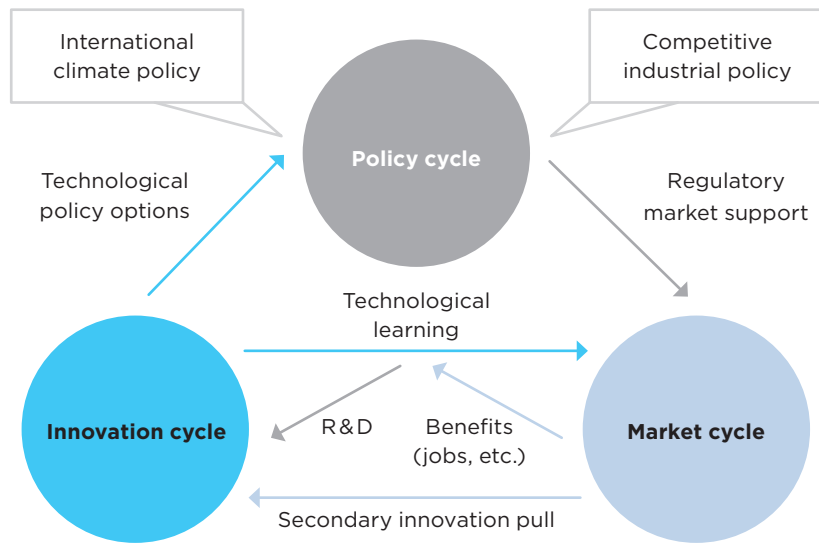 International
climate policy
Competitive
industrial policy
Policy cycle
Technological
policy options
Regulatory
market support
Technological
learning
Innovation cycle
R&D
Benefits
(jobs, etc.)
Market cycle
Secondary innovation pull